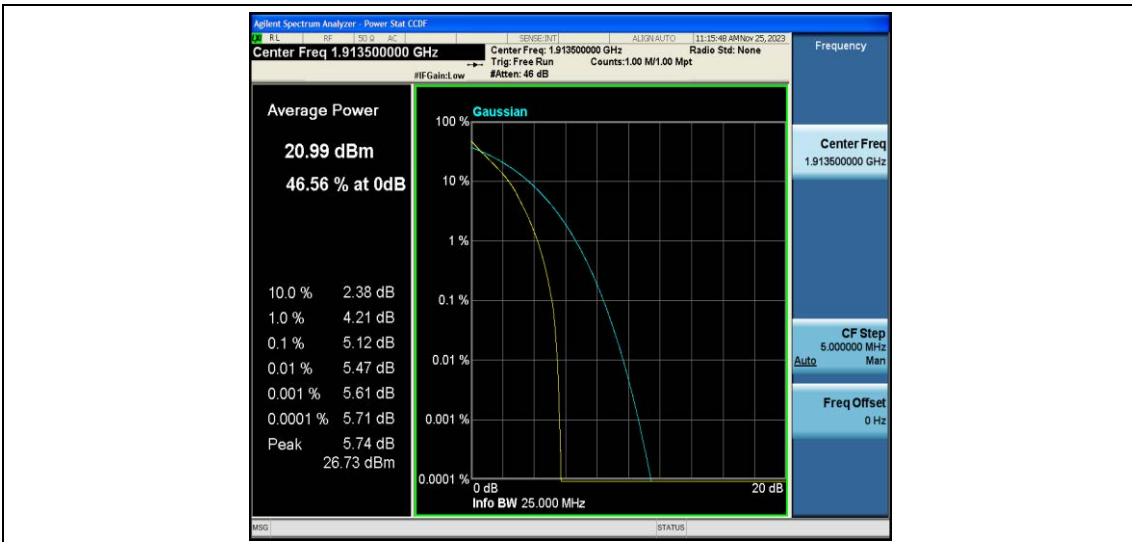 Agilent Spectrum Analyzer - Power Stat CCDF
RL RF 50 Ω AC SENSE:INT ALIGN AUTO 11:15:48 AM Nov 25, 2023
Center Freq 1.913500000 GHz
Center Freq: 1.913500000 GHz Radio Std: None
Trig: Free Run Counts:1.00 M/1.00 Mpt
#IFGain:Low #Atten: 46 dB
Frequency
Average Power
20.99 dBm
46.56 % at 0dB
10.0 % 2.38 dB
1.0 % 4.21 dB
0.1 % 5.12 dB
0.01 % 5.47 dB
0.001 % 5.61 dB
0.0001 % 5.71 dB
Peak 5.74 dB
26.73 dBm
Gaussian
100 %
10 %
1 %
0.1 %
0.01 %
0.001 %
0.0001 %
0 dB 20 dB
Info BW 25.000 MHz
Center Freq
1.913500000 GHz
CF Step
5.000000 MHz
Auto Man
Freq Offset
0 Hz
MSG STATUS